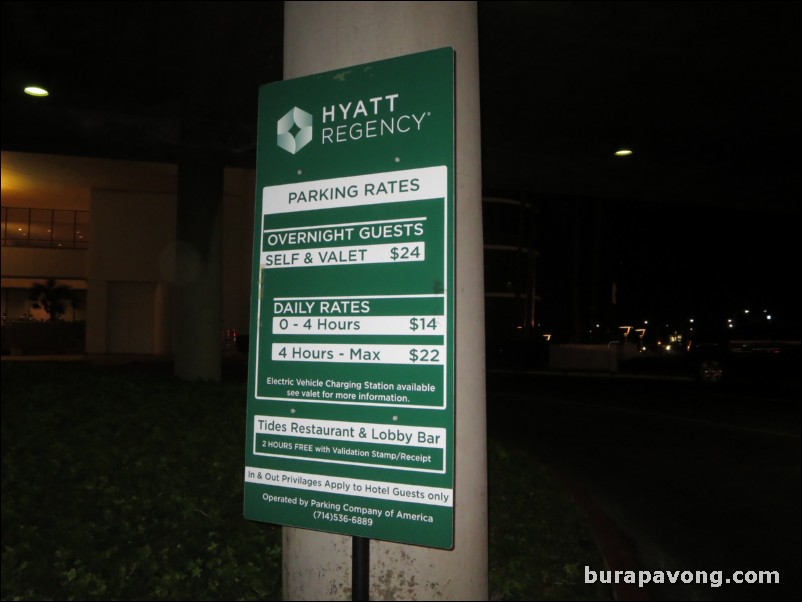 HYATT
REGENCY®
PARKING RATES
OVERNIGHT GUESTS
SELF & VALET $24
DAILY RATES
0 - 4 Hours $14
4 Hours - Max $22
Electric Vehicle Charging Station available
see valet for more information.
Tides Restaurant & Lobby Bar
2 HOURS FREE with Validation Stamp/Receipt
In & Out Privilages Apply to Hotel Guests only
Operated by Parking Company of America
(714)536-6889
burapavong.com